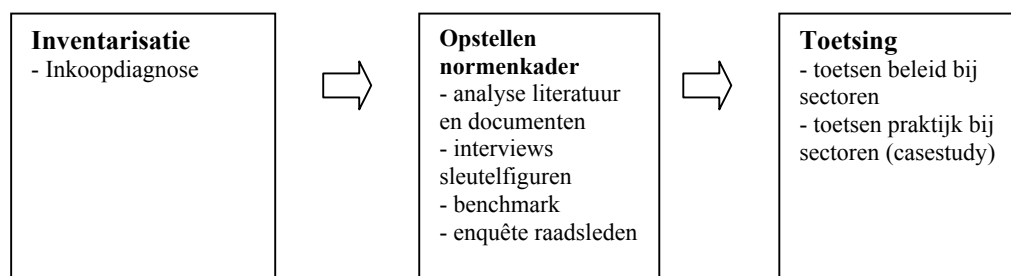 Inventarisatie
- Inkoopdiagnose
Opstellen
normenkader
- analyse literatuur
en documenten
- interviews
sleutelfiguren
- benchmark
- enquête raadsleden
Toetsing
- toetsen beleid bij
sectoren
- toetsen praktijk bij
sectoren (casestudy)